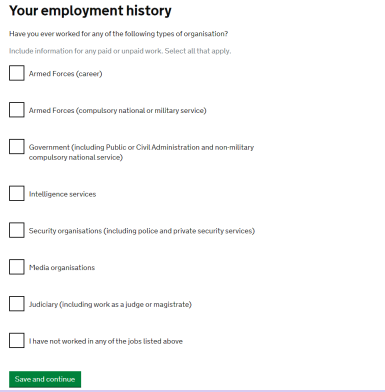 Your employment history
Have you ever worked for any of the following types of organisation?
Include information for any paid or unpaid work. Select all that apply.
Armed Forces (career)
Armed Forces (compulsory national or military service)
Government (including Public or Civil Administration and non-military
compulsory national service)
Intelligence services
Security organisations (including police and private security services)
Media organisations
Judiciary (including work as a judge or magistrate)
I have not worked in any of the jobs listed above
Save and continue